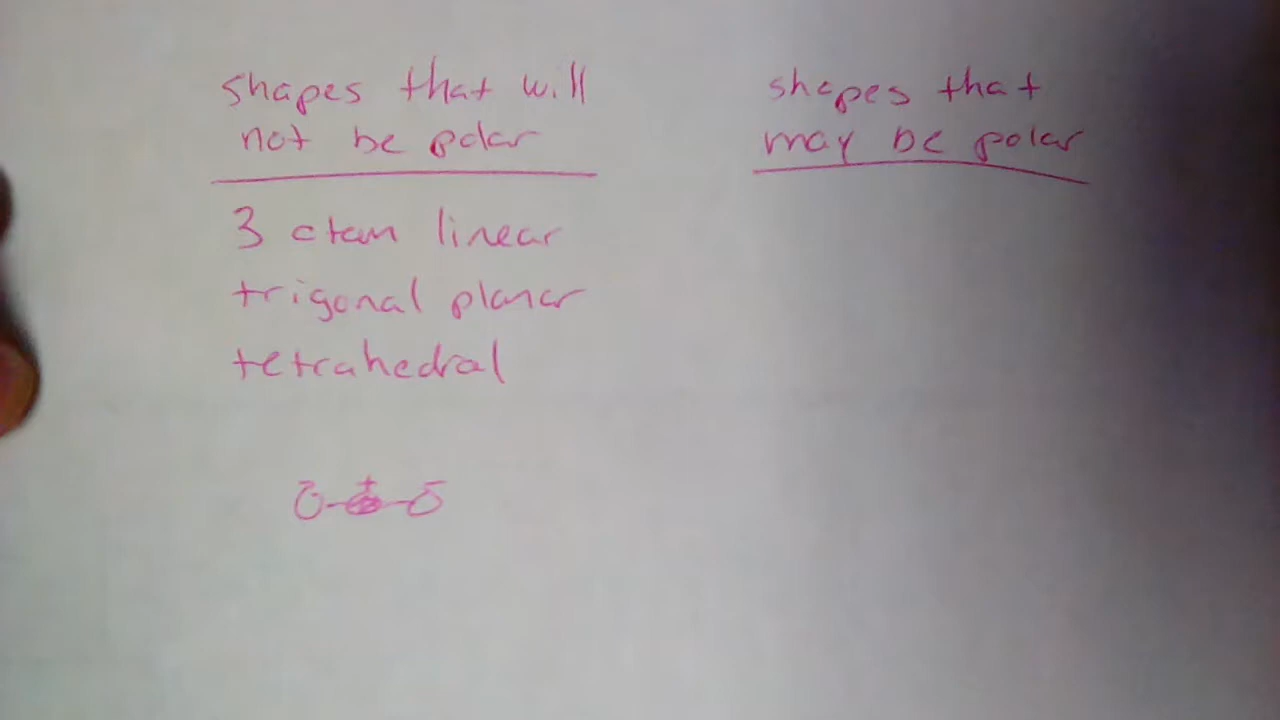 shapes that will
not be polar
shapes that
may be polar
3 atom linear
trigonal planar
tetrahedral